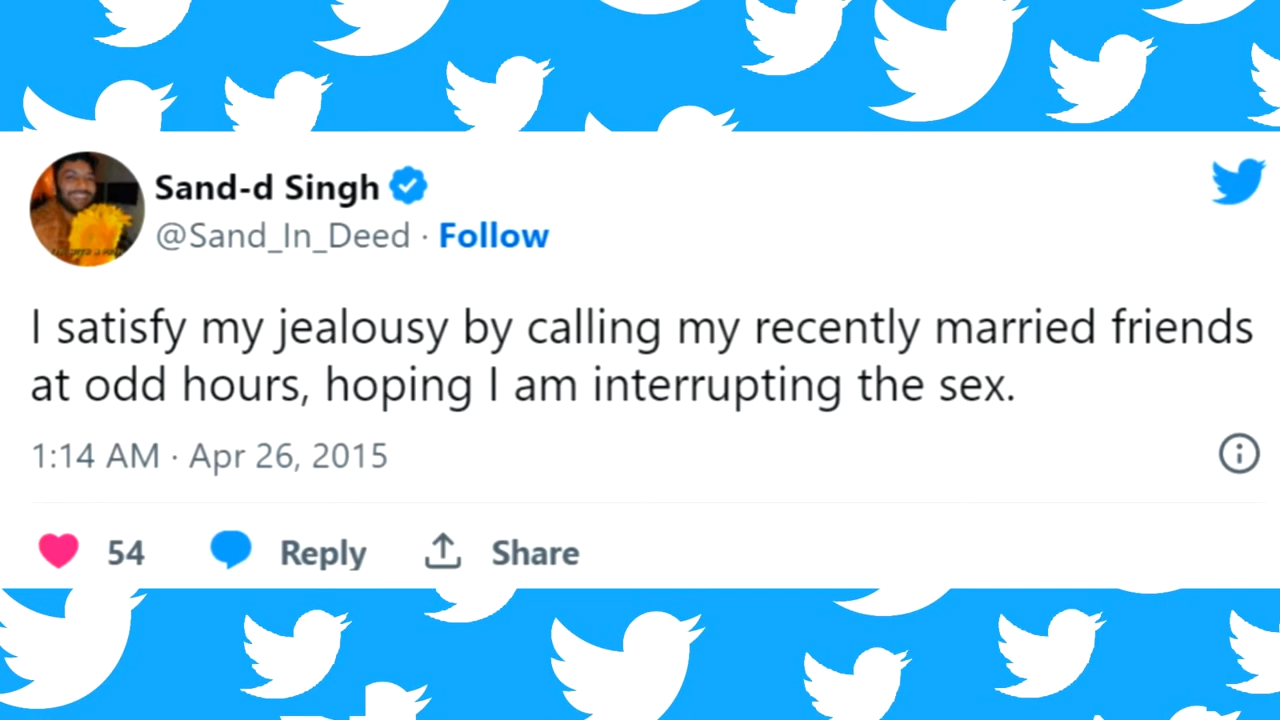 Sand-d Singh
@Sand_In_Deed · Follow
I satisfy my jealousy by calling my recently married friends
at odd hours, hoping I am interrupting the sex.
1:14 AM · Apr 26, 2015
54 Reply Share